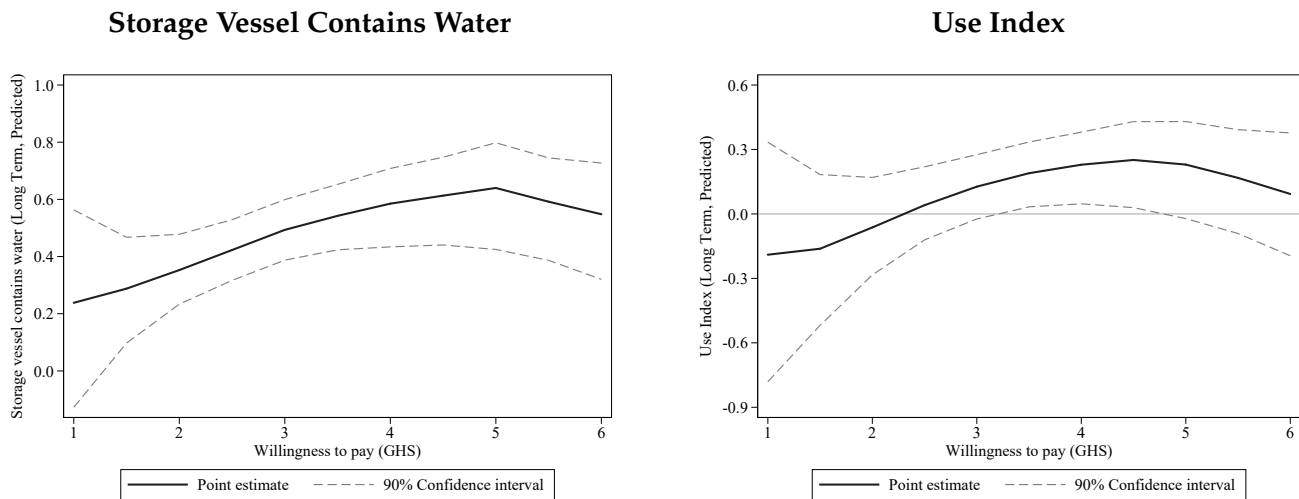 Storage Vessel Contains Water
Storage vessel contains water (Long Term, Predicted)
1.0
0.8
0.6
0.4
0.2
0.0
1 2 3 4 5 6
Willingness to pay (GHS)
Point estimate 90% Confidence interval
Use Index
Use Index (Long Term, Predicted)
0.6
0.3
0.0
-0.3
-0.6
-0.9
1 2 3 4 5 6
Willingness to pay (GHS)
Point estimate 90% Confidence interval